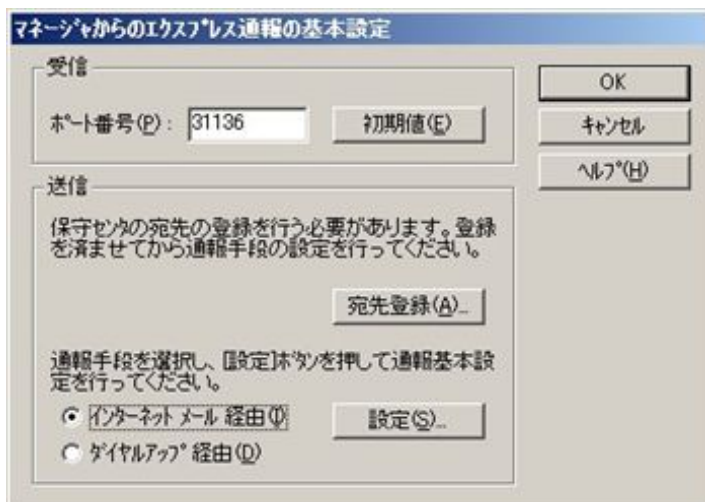 ﾏﾈｰｼﾞｬからのｴｸｽﾌﾟﾚｽ通報の基本設定
受信
ﾎﾟｰﾄ番号(P)：
31136
初期値(E)
OK
ｷｬﾝｾﾙ
ﾍﾙﾌﾟ(H)
送信
保守ｾﾝﾀの宛先の登録を行う必要があります。登録
を済ませてから通報手段の設定を行ってください。
宛先登録(A)...
通報手段を選択し、[設定]ﾎﾞﾀﾝを押して通報基本設
定を行ってください。
ｲﾝﾀｰﾈｯﾄ ﾒｰﾙ 経由(I)
設定(S)...
ﾀﾞｲﾔﾙｱｯﾌﾟ 経由(D)